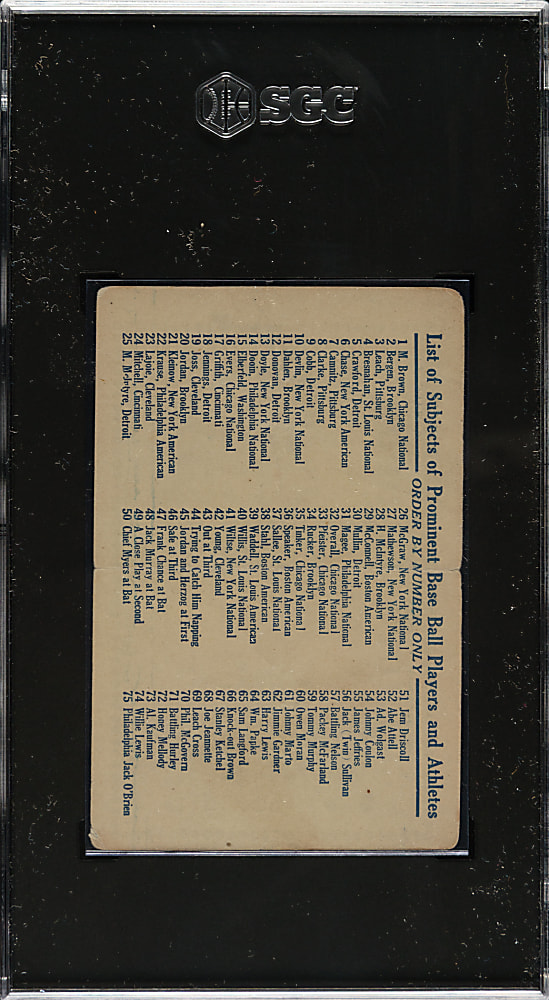 SGC
List of Subjects of Prominent Base Ball Players and Athletes
ORDER BY NUMBER ONLY
1 M. Brown, Chicago National
2 Bergen, Brooklyn
3 Leach, Pittsburg
4 Bresnahan, St. Louis National
5 Crawford, Detroit
6 Chase, New York American
7 Camnitz, Pittsburg
8 Clarke, Pittsburg
9 Cobb, Detroit
10 Devlin, New York National
11 Dahlen, Brooklyn
12 Donovan, Detroit
13 Doyle, New York National
14 Dooin, Philadelphia National
15 Elberfeld, Washington
16 Evers, Chicago National
17 Griffith, Cincinnati
18 Jennings, Detroit
19 Joss, Cleveland
20 Jordan, Brooklyn
21 Kleinow, New York American
22 Krause, Philadelphia American
23 Lajoie, Cleveland
24 Mitchell, Cincinnati
25 M. McIntyre, Detroit
26 McGraw, New York National
27 Mathewson, New York National
28 H. McIntyre, Brooklyn
29 McConnell, Boston American
30 Mullin, Detroit
31 Magee, Philadelphia National
32 Overall, Chicago National
33 Pfeister, Chicago National
34 Rucker, Brooklyn
35 Tinker, Chicago National
36 Speaker, Boston American
37 Sallee, St. Louis National
38 Stahl, Boston American
39 Waddell, St. Louis American
40 Willis, St. Louis National
41 Wiltse, New York National
42 Young, Cleveland
43 Out at Third
44 Trying to Catch Him Napping
45 Jordan and Herzog at First
46 Safe at Third
47 Frank Chance at Bat
48 Jack Murray at Bat
49 A Close Play at Second
50 Chief Myers at Bat
51 Jem Driscoll
52 Abe Attell
53 Ad. Wolgast
54 Johnny Coulon
55 James Jeffries
56 Jack (Twin) Sullivan
57 Battling Nelson
58 Packey McFarland
59 Tommy Murphy
60 Owen Moran
61 Johnny Marto
62 Jimmie Gardner
63 Harry Lewis
64 Wm. Papke
65 Sam Langford
66 Knock-out Brown
67 Stanley Ketchel
68 Joe Jeannette
69 Leach Cross
70 Phil. McGovern
71 Battling Hurley
72 Honey Mellody
73 Al. Kaufman
74 Willie Lewis
75 Philadelphia Jack O'Brien